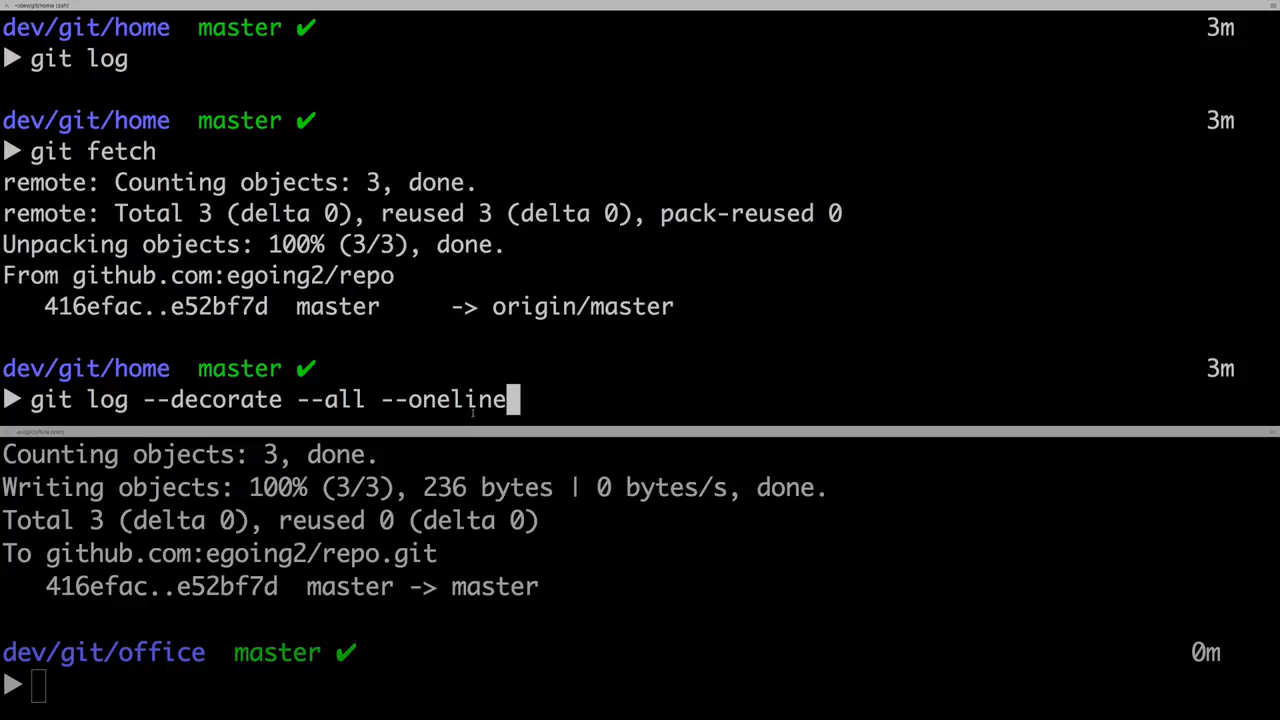 ~/dev/git/home (zsh)
dev/git/home master ✔ 3m
▶ git log
dev/git/home master ✔ 3m
▶ git fetch
remote: Counting objects: 3, done.
remote: Total 3 (delta 0), reused 3 (delta 0), pack-reused 0
Unpacking objects: 100% (3/3), done.
From github.com:egoing2/repo
416efac..e52bf7d master -> origin/master
dev/git/home master ✔ 3m
▶ git log --decorate --all --oneline
Counting objects: 3, done.
Writing objects: 100% (3/3), 236 bytes | 0 bytes/s, done.
Total 3 (delta 0), reused 0 (delta 0)
To github.com:egoing2/repo.git
416efac..e52bf7d master -> master
dev/git/office master ✔ 0m
▶